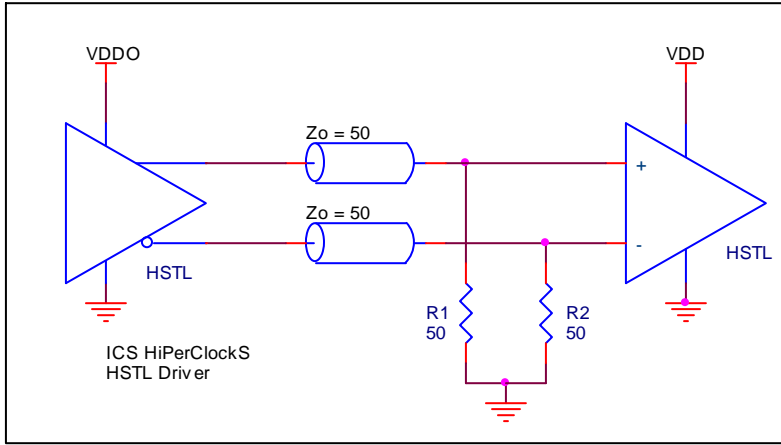 VDDO
VDD
Zo = 50
+
Zo = 50
-
HSTL
HSTL
R1
50
R2
50
ICS HiPerClockS
HSTL Driver